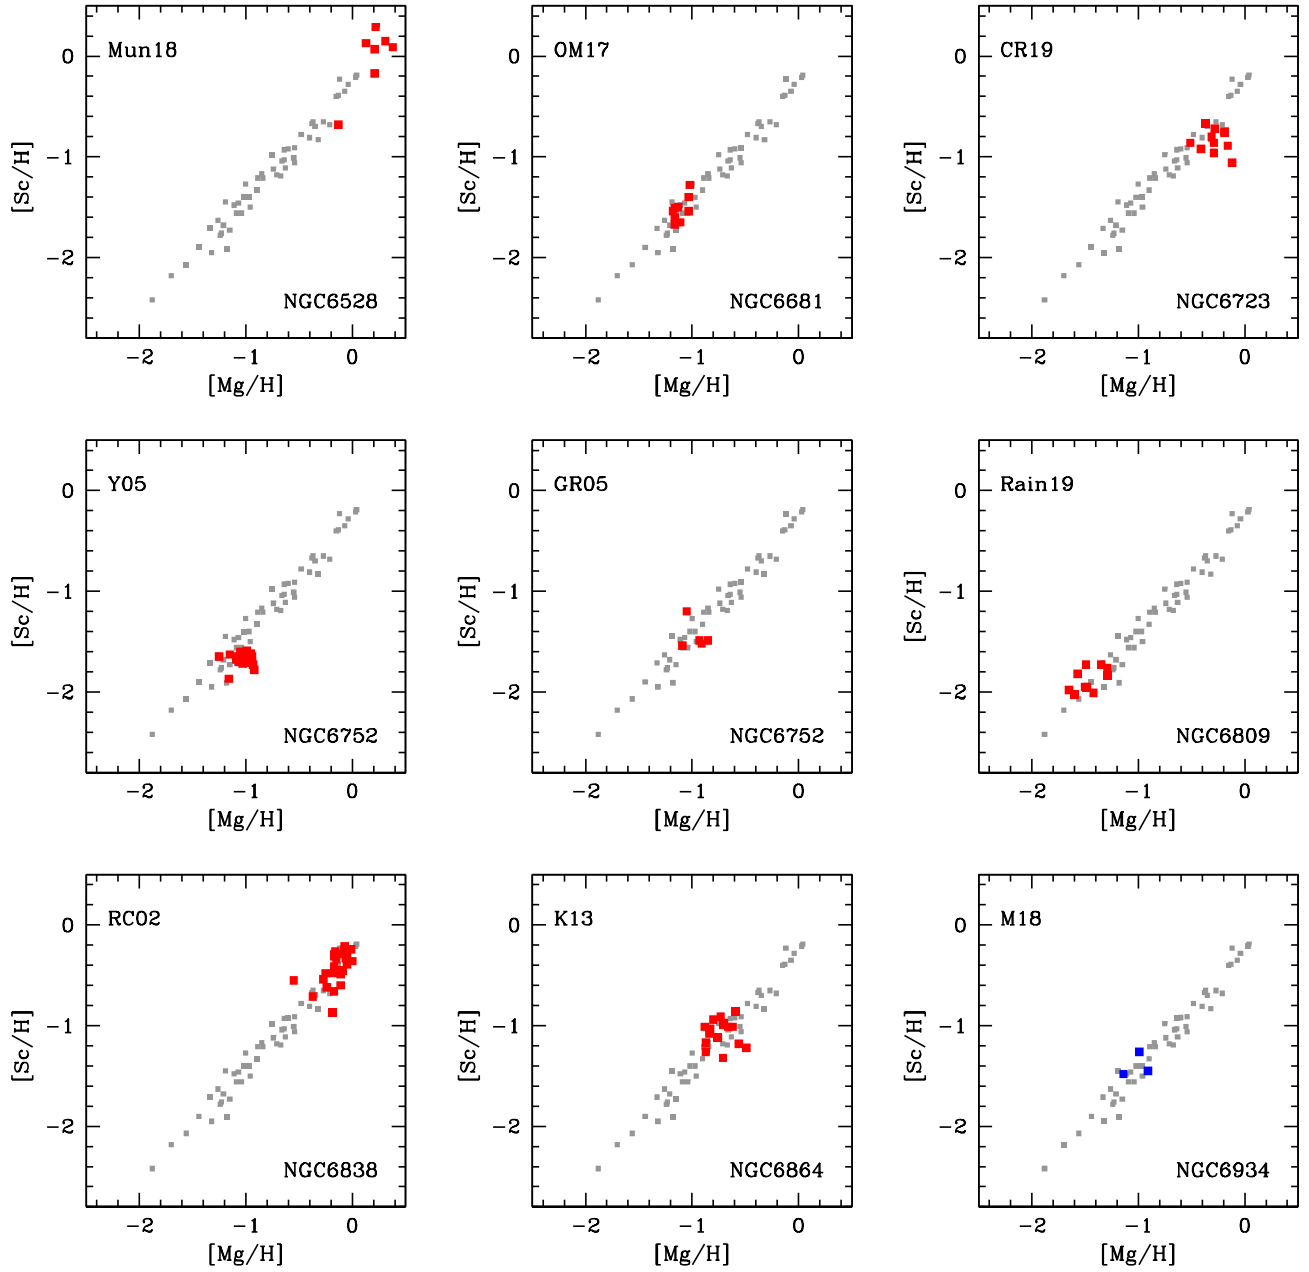 Mun18
OM17
CR19
0
−1
−2
[Sc/H]
NGC6528
−2 −1 0
[Mg/H]
0
−1
−2
[Sc/H]
NGC6681
−2 −1 0
[Mg/H]
0
−1
−2
[Sc/H]
NGC6723
−2 −1 0
[Mg/H]
Y05
GR05
Rain19
0
−1
−2
[Sc/H]
NGC6752
−2 −1 0
[Mg/H]
0
−1
−2
[Sc/H]
NGC6752
−2 −1 0
[Mg/H]
0
−1
−2
[Sc/H]
NGC6809
−2 −1 0
[Mg/H]
RC02
K13
M18
0
−1
−2
[Sc/H]
NGC6838
−2 −1 0
[Mg/H]
0
−1
−2
[Sc/H]
NGC6864
−2 −1 0
[Mg/H]
0
−1
−2
[Sc/H]
NGC6934
−2 −1 0
[Mg/H]